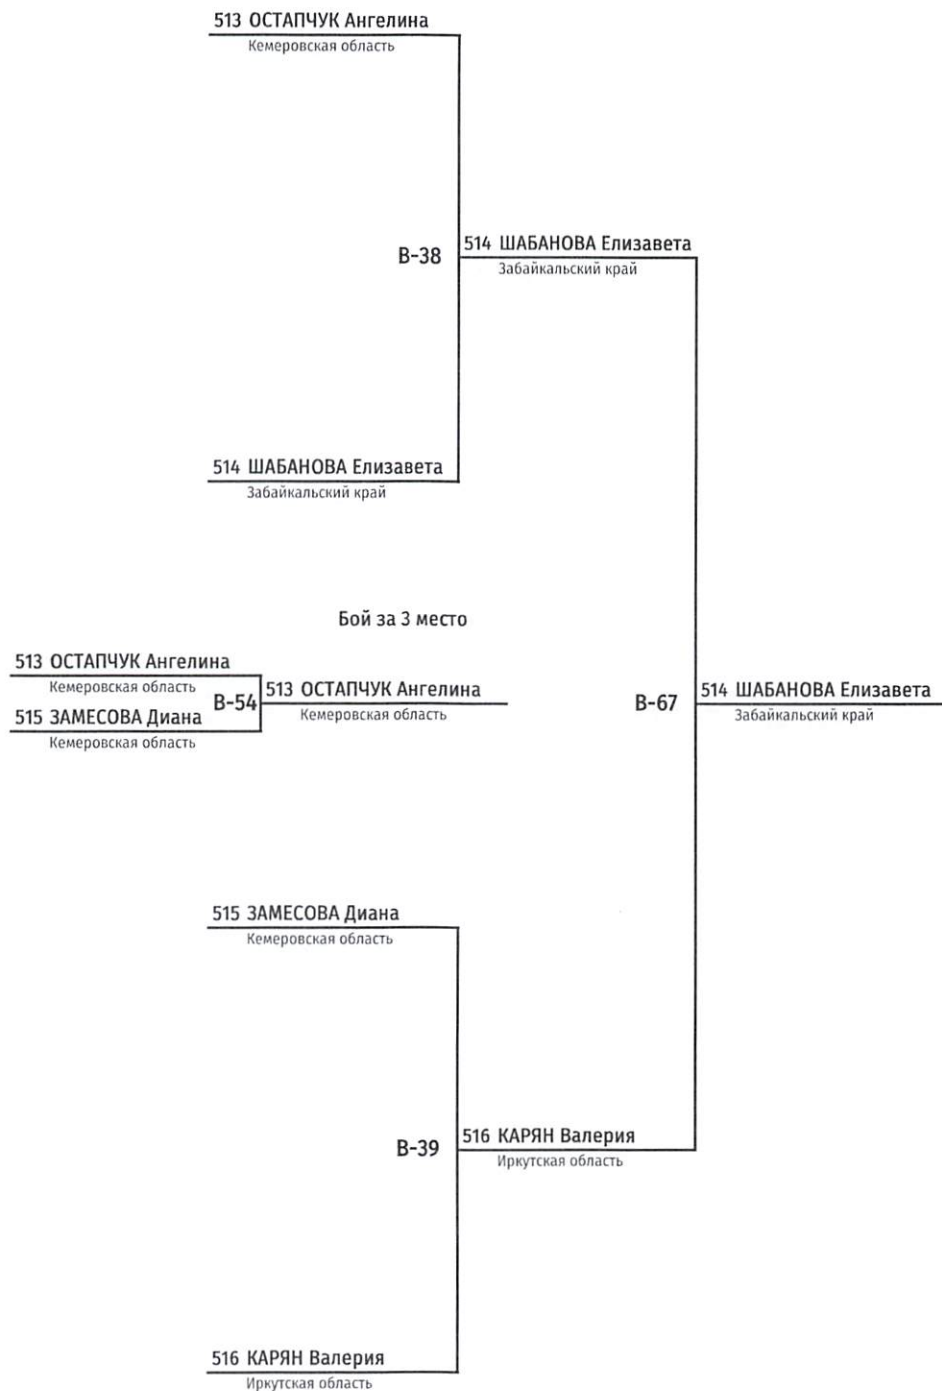 513 ОСТАПЧУК Ангелина
Кемеровская область
В-38
514 ШАБАНОВА Елизавета
Забайкальский край
514 ШАБАНОВА Елизавета
Забайкальский край
Бой за 3 место
513 ОСТАПЧУК Ангелина
Кемеровская область
В-54
513 ОСТАПЧУК Ангелина
Кемеровская область
515 ЗАМЕСОВА Диана
Кемеровская область
В-67
514 ШАБАНОВА Елизавета
Забайкальский край
515 ЗАМЕСОВА Диана
Кемеровская область
В-39
516 КАРЯН Валерия
Иркутская область
516 КАРЯН Валерия
Иркутская область